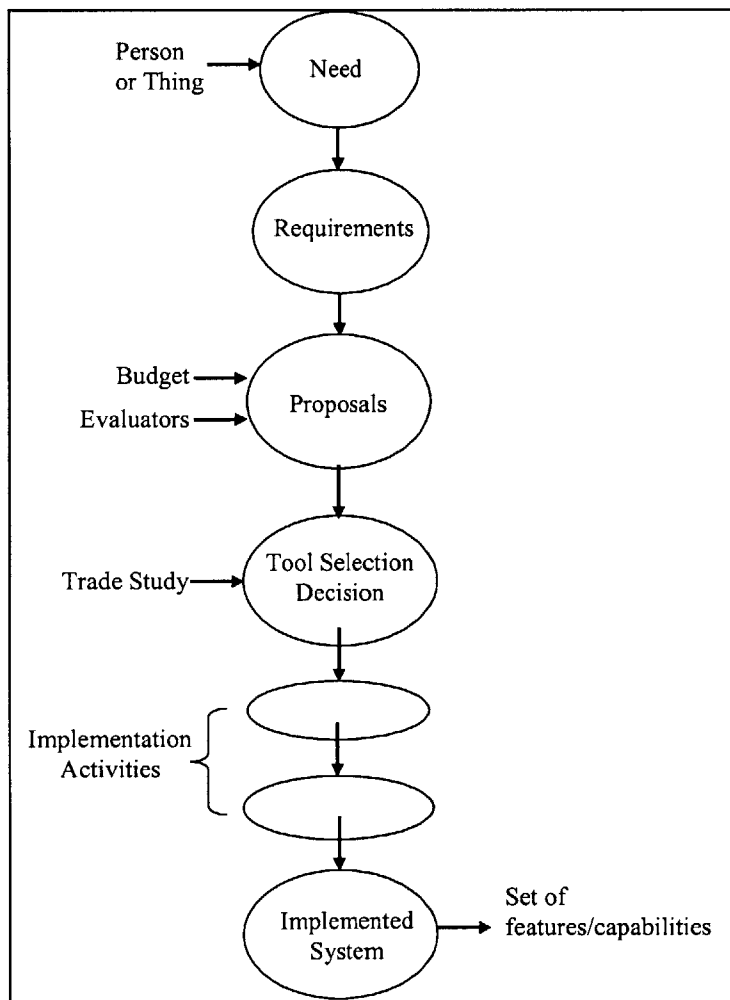 Person
or Thing
Need
Requirements
Budget
Evaluators
Proposals
Trade Study
Tool Selection
Decision
Implementation
Activities
Implemented
System
Set of
features/capabilities